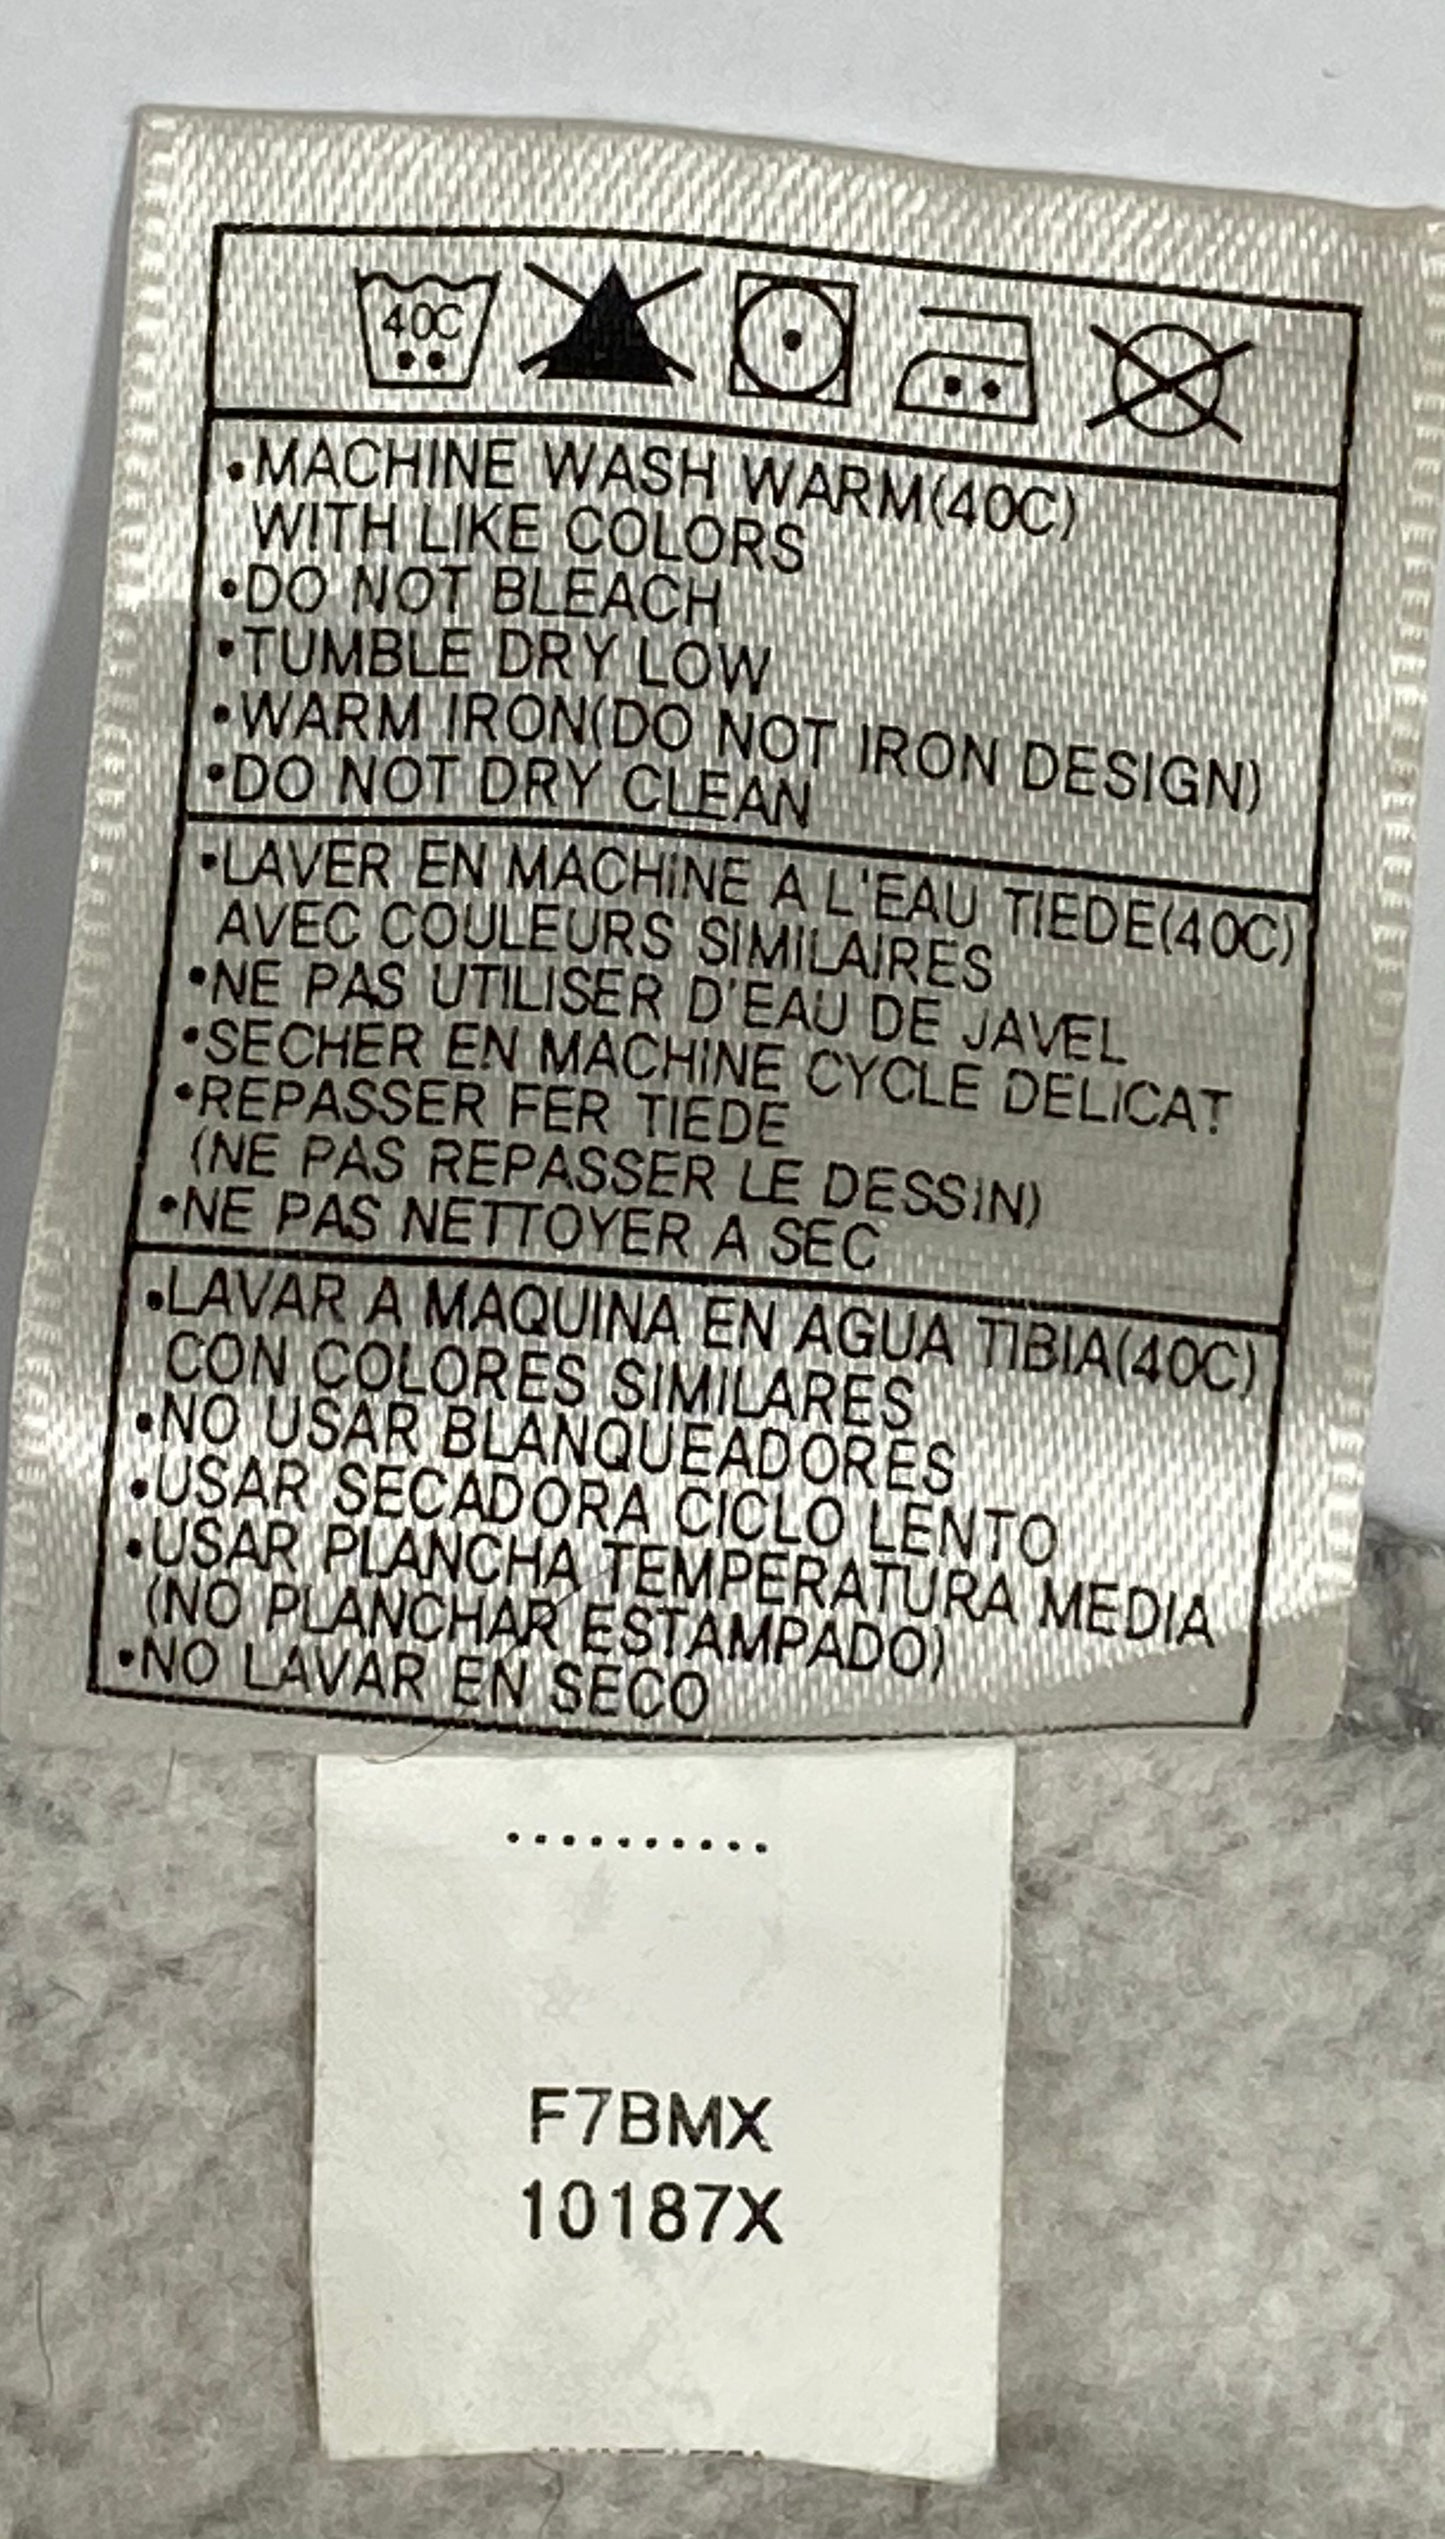 40C
•MACHINE WASH WARM(40C)
WITH LIKE COLORS
•DO NOT BLEACH
•TUMBLE DRY LOW
•WARM IRON(DO NOT IRON DESIGN)
•DO NOT DRY CLEAN
•LAVER EN MACHINE A L'EAU TIEDE(40C)
AVEC COULEURS SIMILAIRES
•NE PAS UTILISER D'EAU DE JAVEL
•SECHER EN MACHINE CYCLE DELICAT
•REPASSER FER TIEDE
(NE PAS REPASSER LE DESSIN)
•NE PAS NETTOYER A SEC
•LAVAR A MAQUINA EN AGUA TIBIA(40C)
CON COLORES SIMILARES
•NO USAR BLANQUEADORES
•USAR SECADORA CICLO LENTO
•USAR PLANCHA TEMPERATURA MEDIA
(NO PLANCHAR ESTAMPADO)
•NO LAVAR EN SECO
..........
F7BMX
10187X